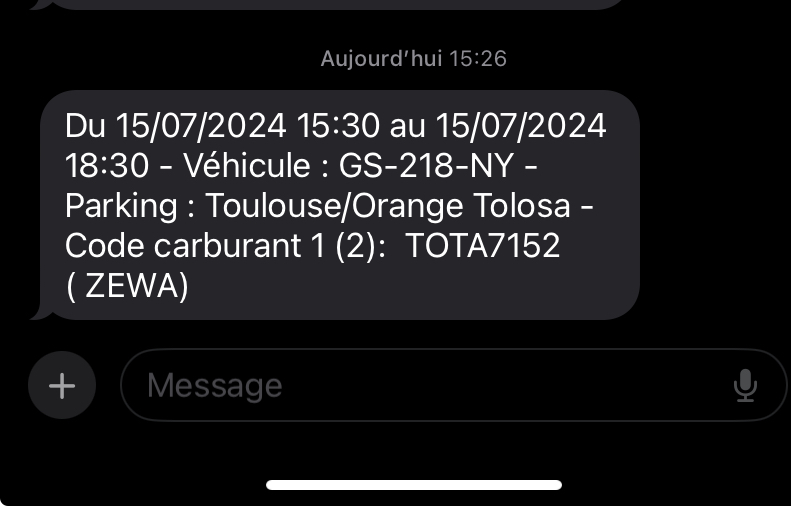 Aujourd’hui 15:26
Du 15/07/2024 15:30 au 15/07/2024
18:30 - Véhicule : GS-218-NY -
Parking : Toulouse/Orange Tolosa -
Code carburant 1 (2):  TOTA7152
( ZEWA)
Message